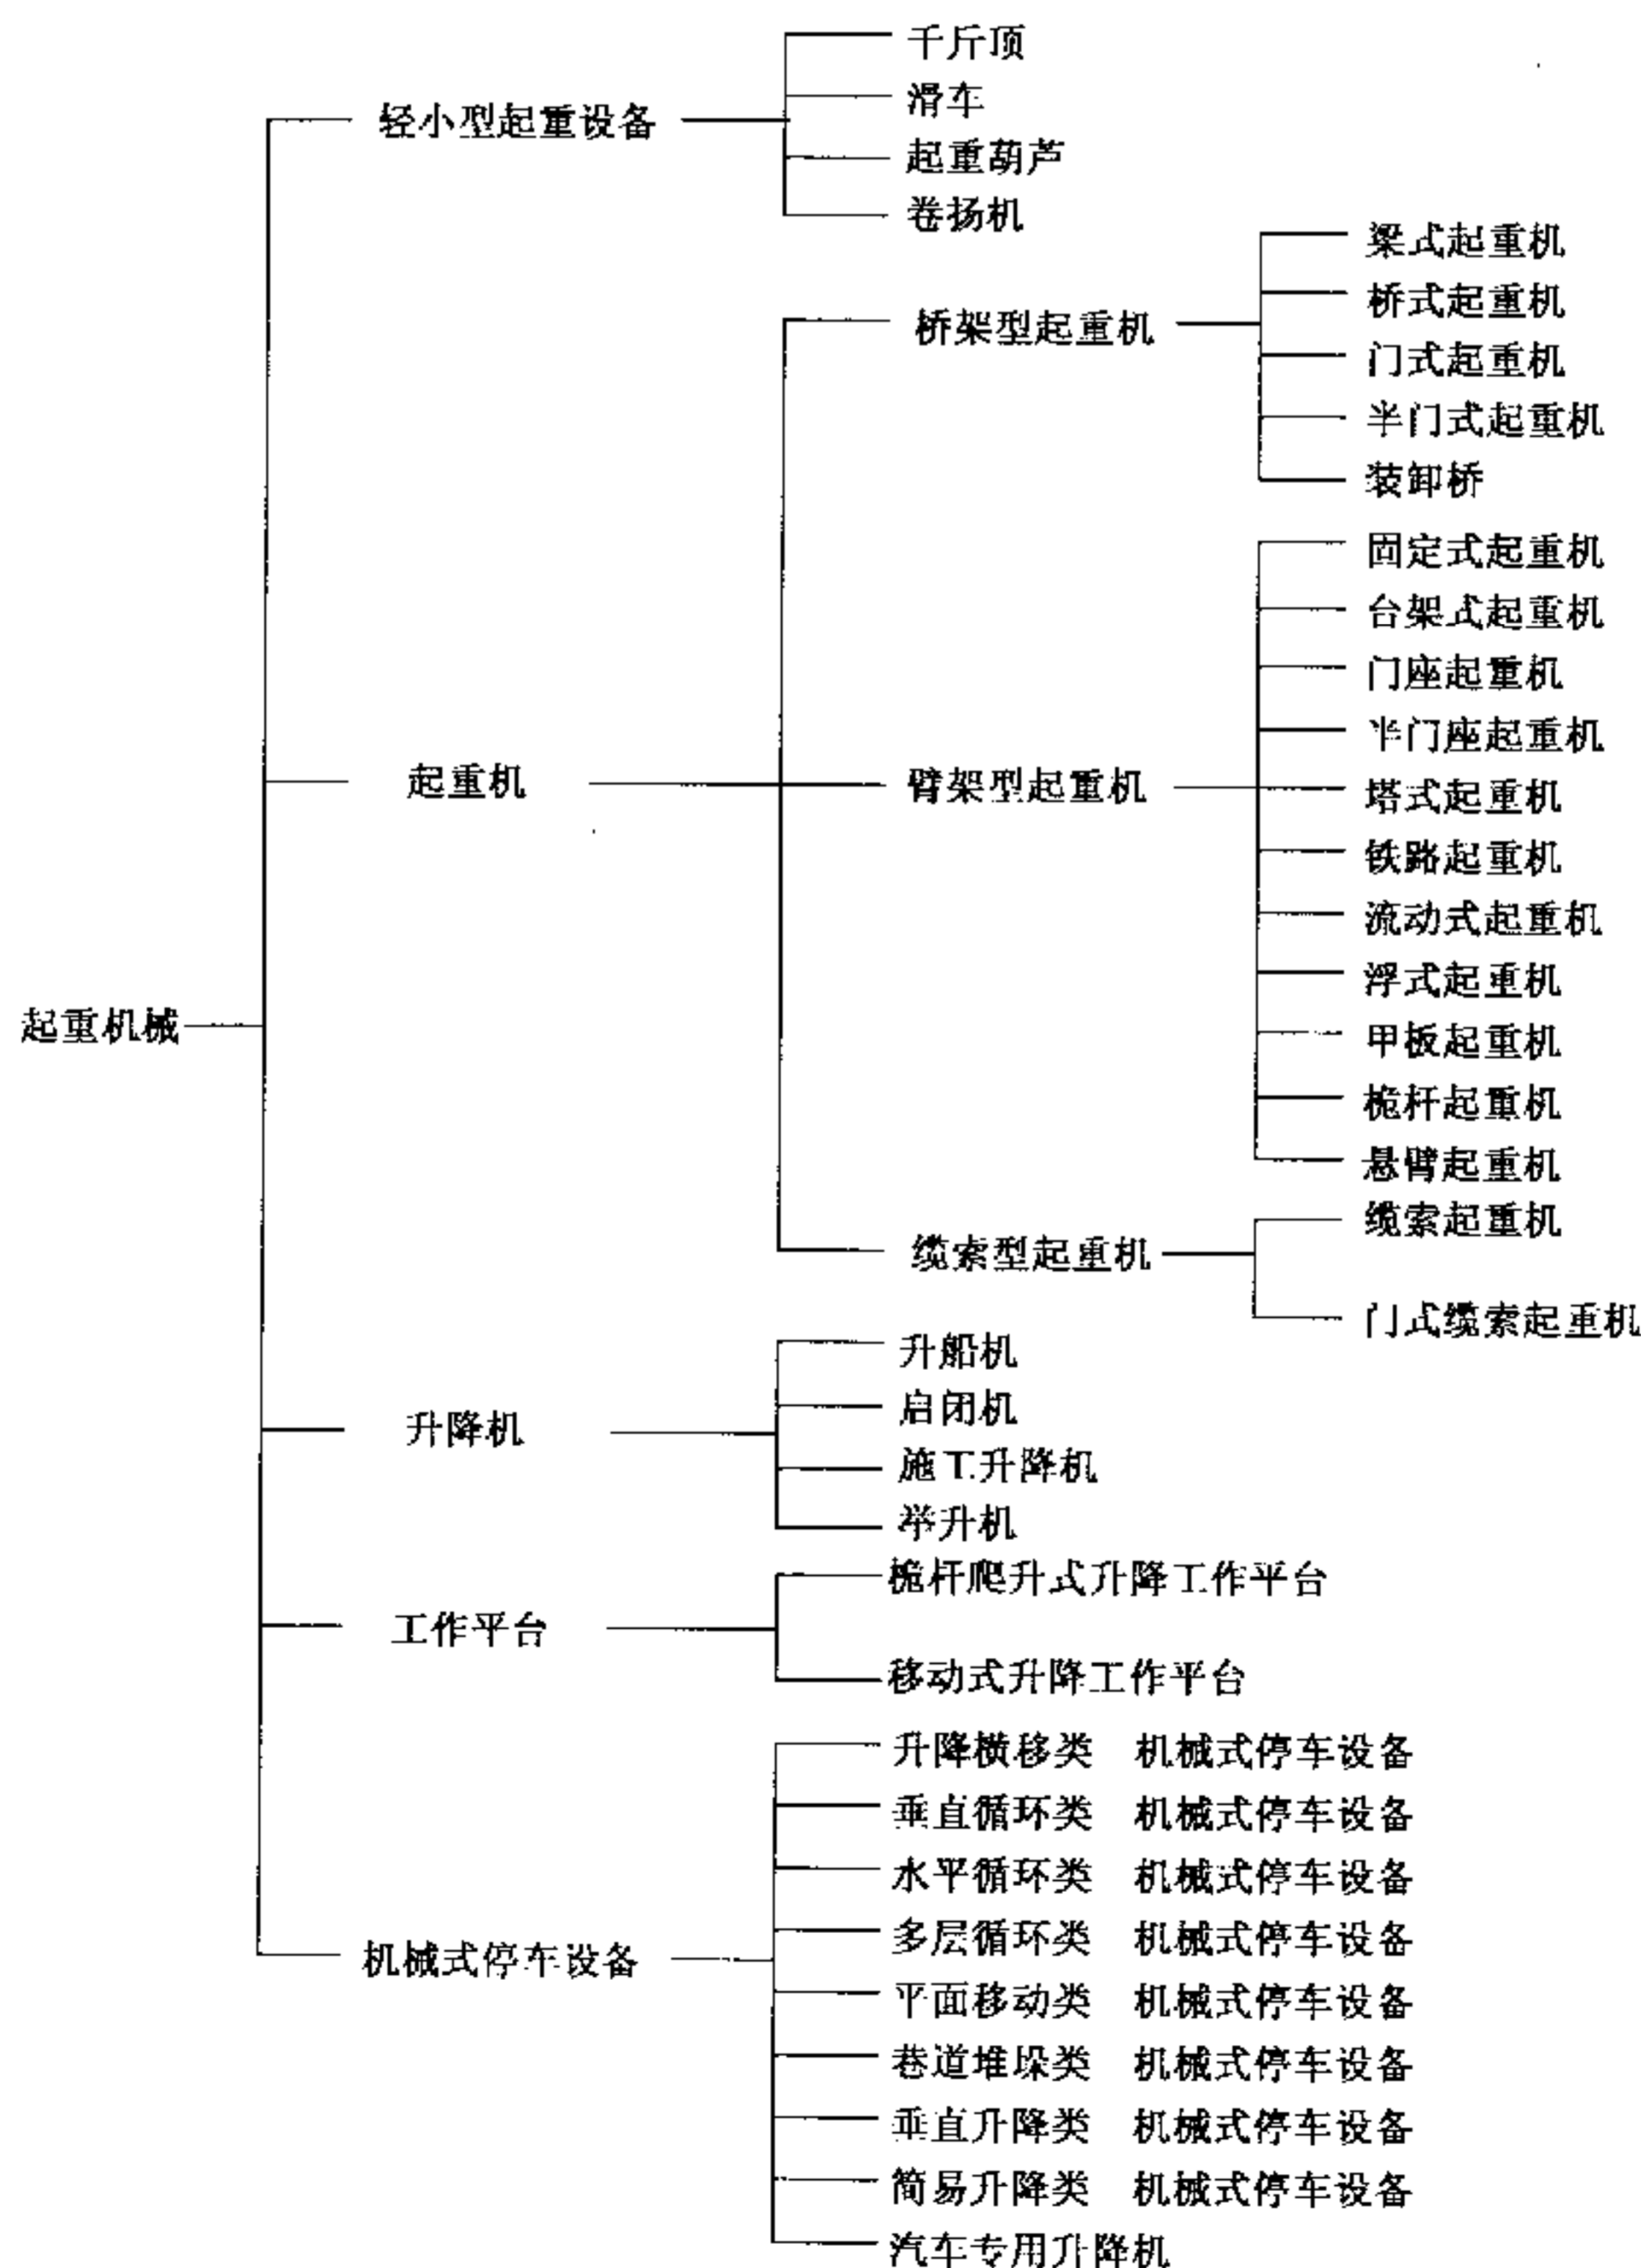 千斤顶
滑车
轻小型起重设备
起重葫芦
卷扬机
梁式起重机
桥式起重机
桥架型起重机
门式起重机
半门式起重机
装卸桥
固定式起重机
台架式起重机
门座起重机
半门座起重机
起重机
臂架型起重机
塔式起重机
铁路起重机
流动式起重机
浮式起重机
起重机械
甲板起重机
桅杆起重机
悬臂起重机
缆索起重机
缆索型起重机
门式缆索起重机
升船机
启闭机
升降机
施工升降机
举升机
桅杆爬升式升降工作平台
工作平台
移动式升降工作平台
升降横移类 机械式停车设备
垂直循环类 机械式停车设备
水平循环类 机械式停车设备
多层循环类 机械式停车设备
机械式停车设备
平面移动类 机械式停车设备
巷道堆垛类 机械式停车设备
垂直升降类 机械式停车设备
简易升降类 机械式停车设备
汽车专用升降机